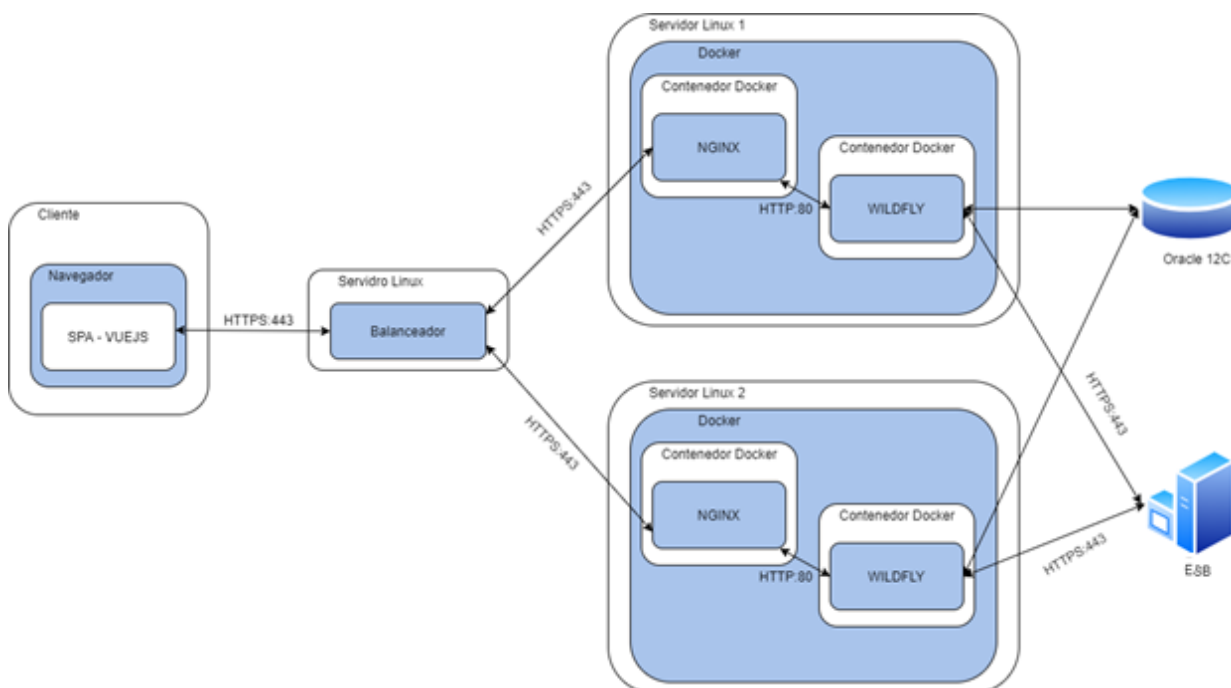 Cliente
Navegador
SPA - VUEJS
HTTPS:443
Servidro Linux
Balanceador
HTTPS:443
HTTPS:443
Servidor Linux 1
Docker
Contenedor Docker
NGINX
HTTP:80
Contenedor Docker
WILDFLY
Servidor Linux 2
Docker
Contenedor Docker
NGINX
HTTP:80
Contenedor Docker
WILDFLY
Oracle 12C
HTTPS:443
HTTPS:443
ESB